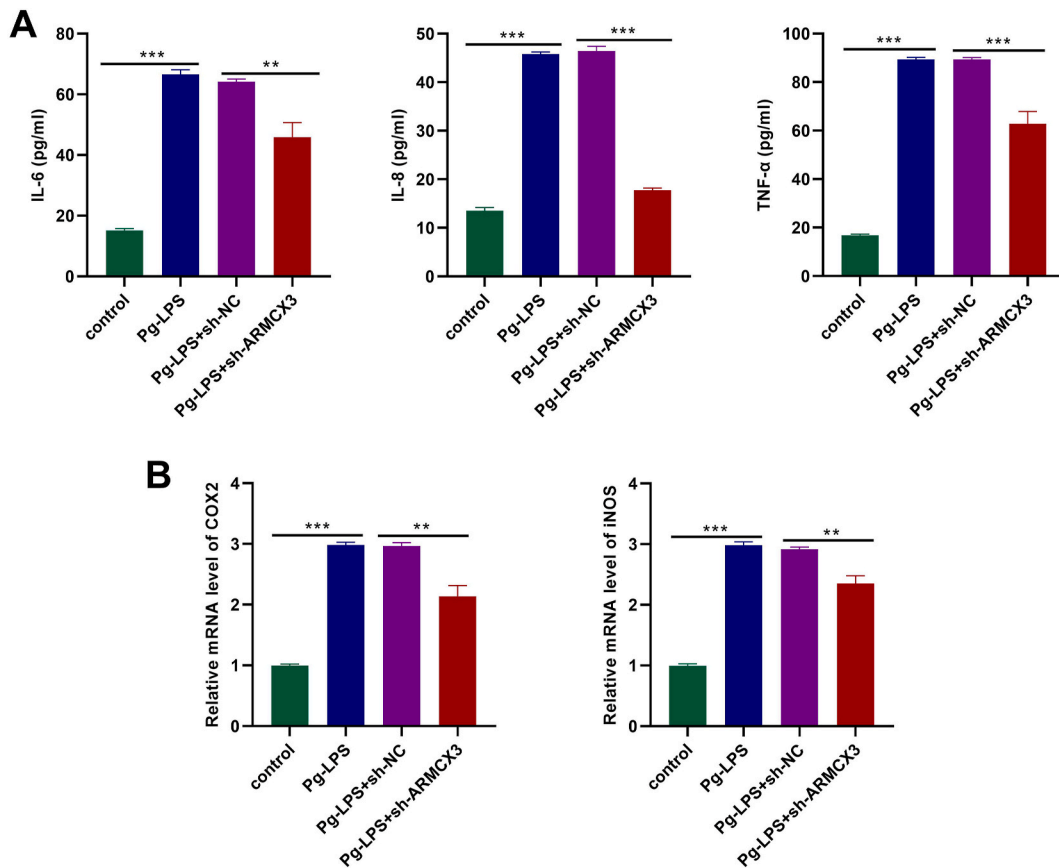 A
IL-6 (pg/ml)
80
60
40
20
0
***
**
control
Pg-LPS
Pg-LPS+sh-NC
Pg-LPS+sh-ARMCX3
IL-8 (pg/ml)
50
40
30
20
10
0
***
***
control
Pg-LPS
Pg-LPS+sh-NC
Pg-LPS+sh-ARMCX3
TNF-α (pg/ml)
100
80
60
40
20
0
***
***
control
Pg-LPS
Pg-LPS+sh-NC
Pg-LPS+sh-ARMCX3
B
Relative mRNA level of COX2
4
3
2
1
0
***
**
control
Pg-LPS
Pg-LPS+sh-NC
Pg-LPS+sh-ARMCX3
Relative mRNA level of iNOS
4
3
2
1
0
***
**
control
Pg-LPS
Pg-LPS+sh-NC
Pg-LPS+sh-ARMCX3